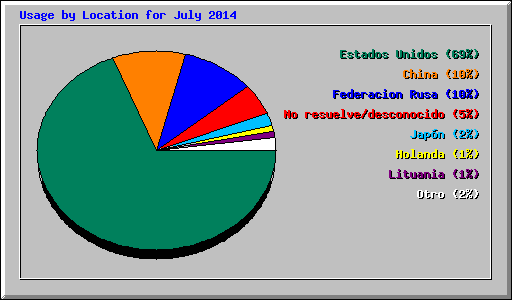 Usage by Location for July 2014
Estados Unidos (69%)
China (10%)
Federacion Rusa (10%)
No resuelve/desconocido (5%)
Japón (2%)
Holanda (1%)
Lituania (1%)
Otro (2%)